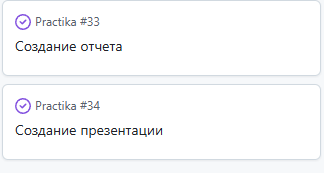 Practika #33
Создание отчета
Practika #34
Создание презентации